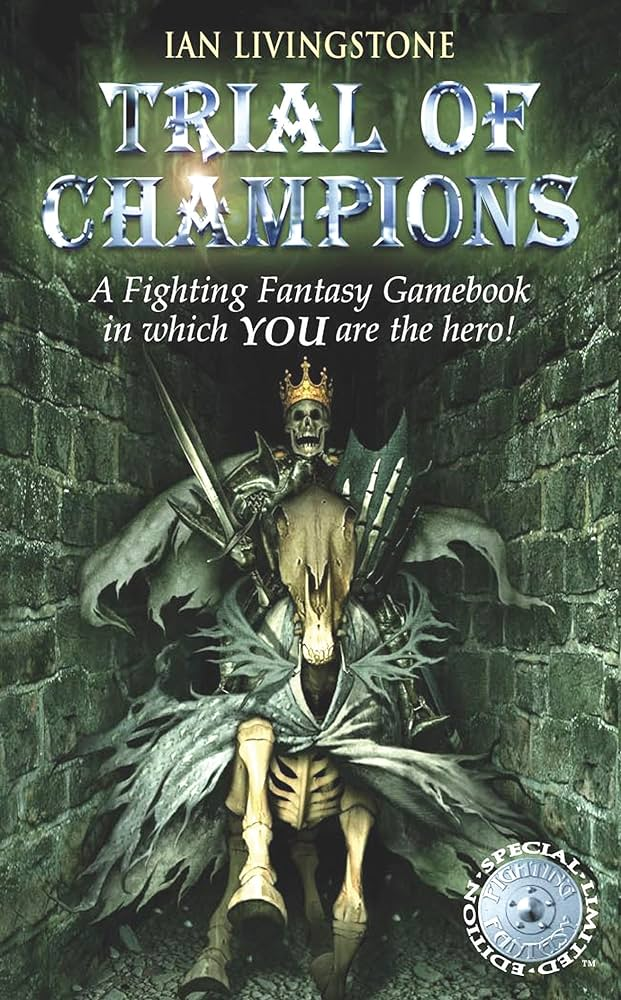 IAN LIVINGSTONE
TRIAL OF
CHAMPIONS
A Fighting Fantasy Gamebook
in which YOU are the hero!
SPECIAL·LIMITED·EDITION
FIGHTING
FANTASY
TM